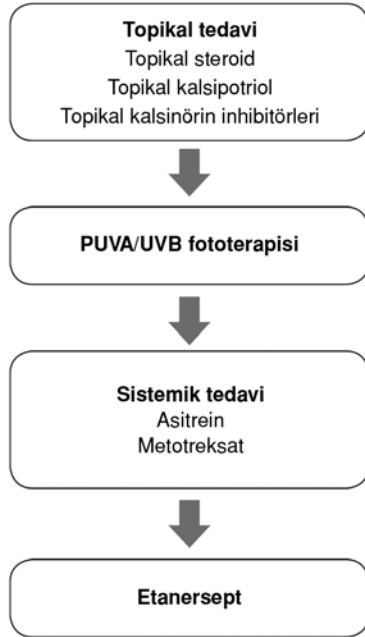 Topikal tedavi
Topikal steroid
Topikal kalsipotriol
Topikal kalsinörin inhibitörleri
PUVA/UVB fototerapisi
Sistemik tedavi
Asitrein
Metotreksat
Etanersept